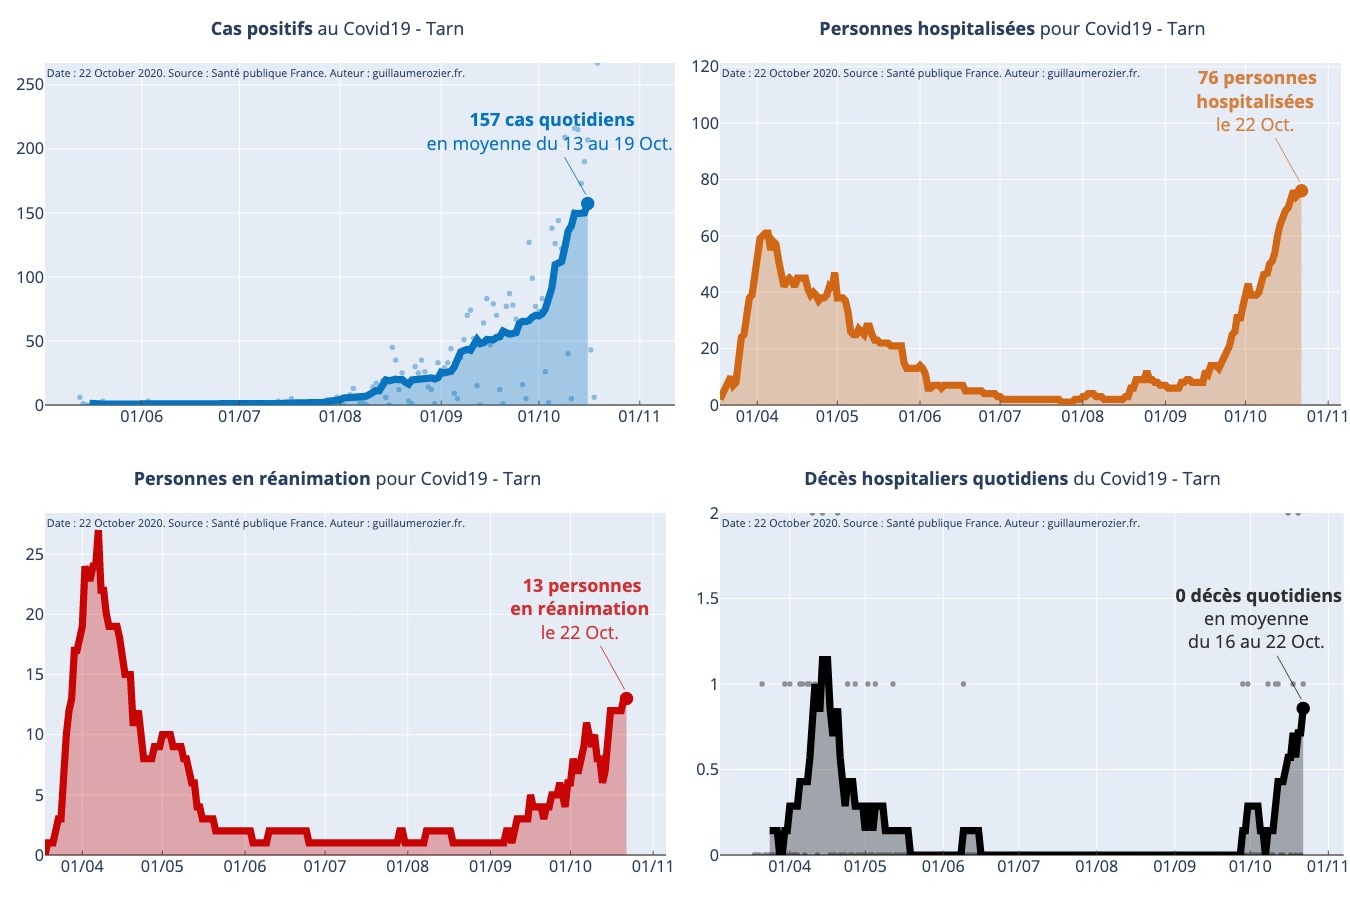 Cas positifs au Covid19 - Tarn
Date : 22 October 2020. Source : Santé publique France. Auteur : guillaumerozier.fr.
250
200
150
100
50
0
157 cas quotidiens
en moyenne du 13 au 19 Oct.
01/06
01/07
01/08
01/09
01/10
01/11
Personnes hospitalisées pour Covid19 - Tarn
Date : 22 October 2020. Source : Santé publique France. Auteur : guillaumerozier.fr.
120
100
80
60
40
20
0
76 personnes
hospitalisées
le 22 Oct.
01/04
01/05
01/06
01/07
01/08
01/09
01/10
01/11
Personnes en réanimation pour Covid19 - Tarn
Date : 22 October 2020. Source : Santé publique France. Auteur : guillaumerozier.fr.
25
20
15
10
5
0
13 personnes
en réanimation
le 22 Oct.
01/04
01/05
01/06
01/07
01/08
01/09
01/10
01/11
Décès hospitaliers quotidiens du Covid19 - Tarn
Date : 22 October 2020. Source : Santé publique France. Auteur : guillaumerozier.fr.
2
1.5
1
0.5
0
0 décès quotidiens
en moyenne
du 16 au 22 Oct.
01/04
01/05
01/06
01/07
01/08
01/09
01/10
01/11